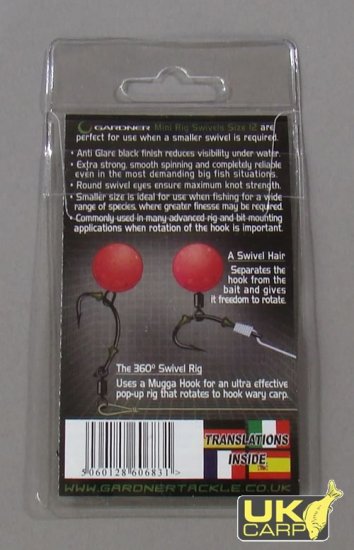 GARDNER Mini Rig Swivels Size 12 are
perfect for use when a smaller swivel is required.
• Anti Glare black finish reduces visibility under water.
• Extra strong, smooth spinning and completely reliable
even in the most demanding big fish situations.
• Round swivel eyes ensure maximum knot strength.
• Smaller size is ideal for use when fishing for a wide
range of species, where greater finesse may be required.
• Commonly used in many advanced rig and bait mounting
applications when rotation of the hook is important.
A Swivel Hair
Separates the
hook from the
bait and gives
it freedom to rotate.
The 360° Swivel Rig
Uses a Mugga Hook for an ultra effective
pop-up rig that rotates to hook wary carp.
TRANSLATIONS
INSIDE
5060128606831 >
WWW.GARDNERTACKLE.CO.UK
UK
CARP